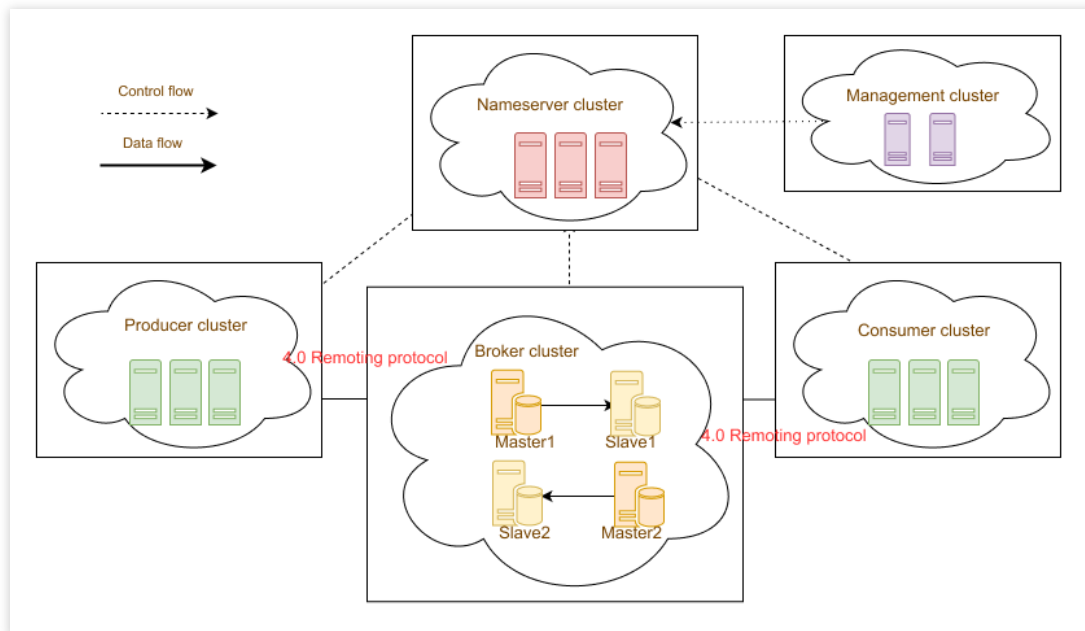 Control flow
Data flow
Nameserver cluster
Management cluster
Producer cluster
4.0 Remoting protocol
Broker cluster
Master1
Slave1
Slave2
Master2
4.0 Remoting protocol
Consumer cluster